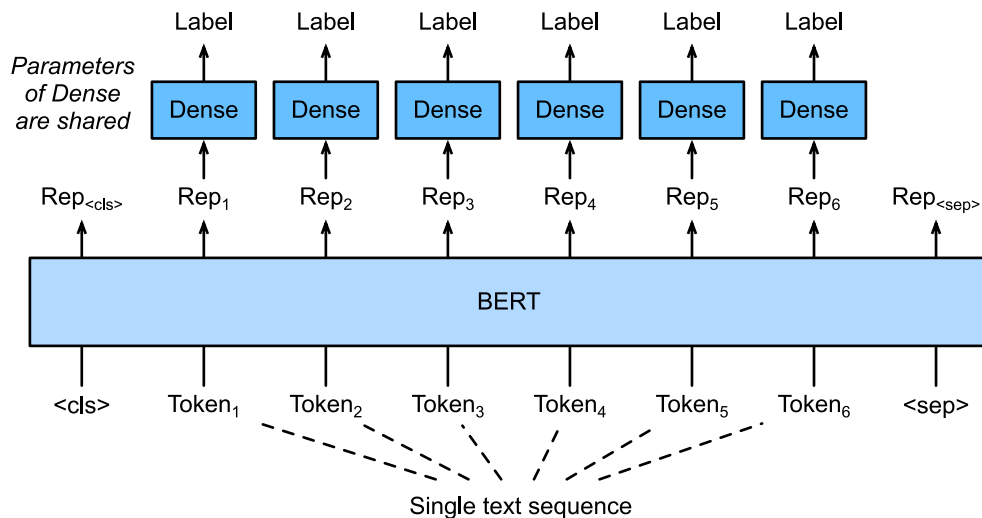 Label Label Label Label Label Label
Parameters
of Dense
are shared
Dense Dense Dense Dense Dense Dense
Rep<cls> Rep1 Rep2 Rep3 Rep4 Rep5 Rep6 Rep<sep>
BERT
<cls> Token1 Token2 Token3 Token4 Token5 Token6 <sep>
Single text sequence